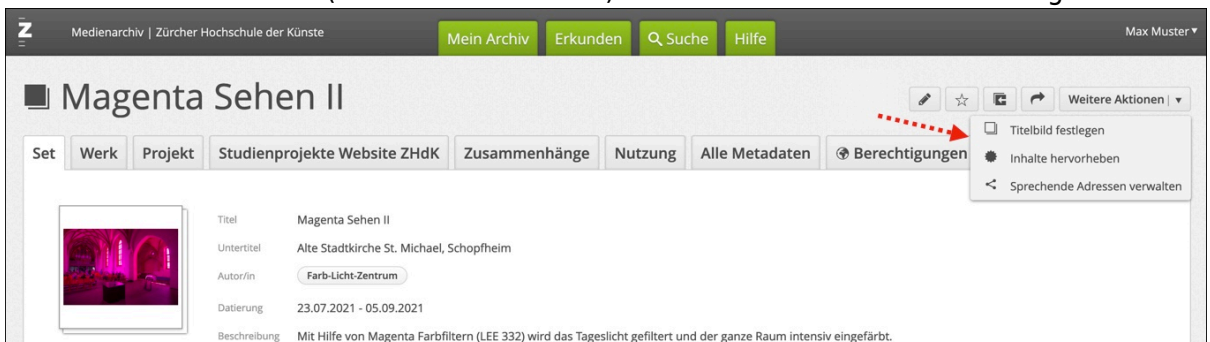 Z Medienarchiv | Zürcher Hochschule der Künste Mein Archiv Erkunden Suche Hilfe Max Muster
Magenta Sehen II
Weitere Aktionen
Titelbild festlegen
Set Werk Projekt Studienprojekte Website ZHdK Zusammenhänge Nutzung Alle Metadaten Berechtigungen
Inhalte hervorheben
Sprechende Adressen verwalten
Titel Magenta Sehen II
Untertitel Alte Stadtkirche St. Michael, Schopfheim
Autor/in Farb-Licht-Zentrum
Datierung 23.07.2021 - 05.09.2021
Beschreibung Mit Hilfe von Magenta Farbfiltern (LEE 332) wird das Tageslicht gefiltert und der ganze Raum intensiv eingefärbt.